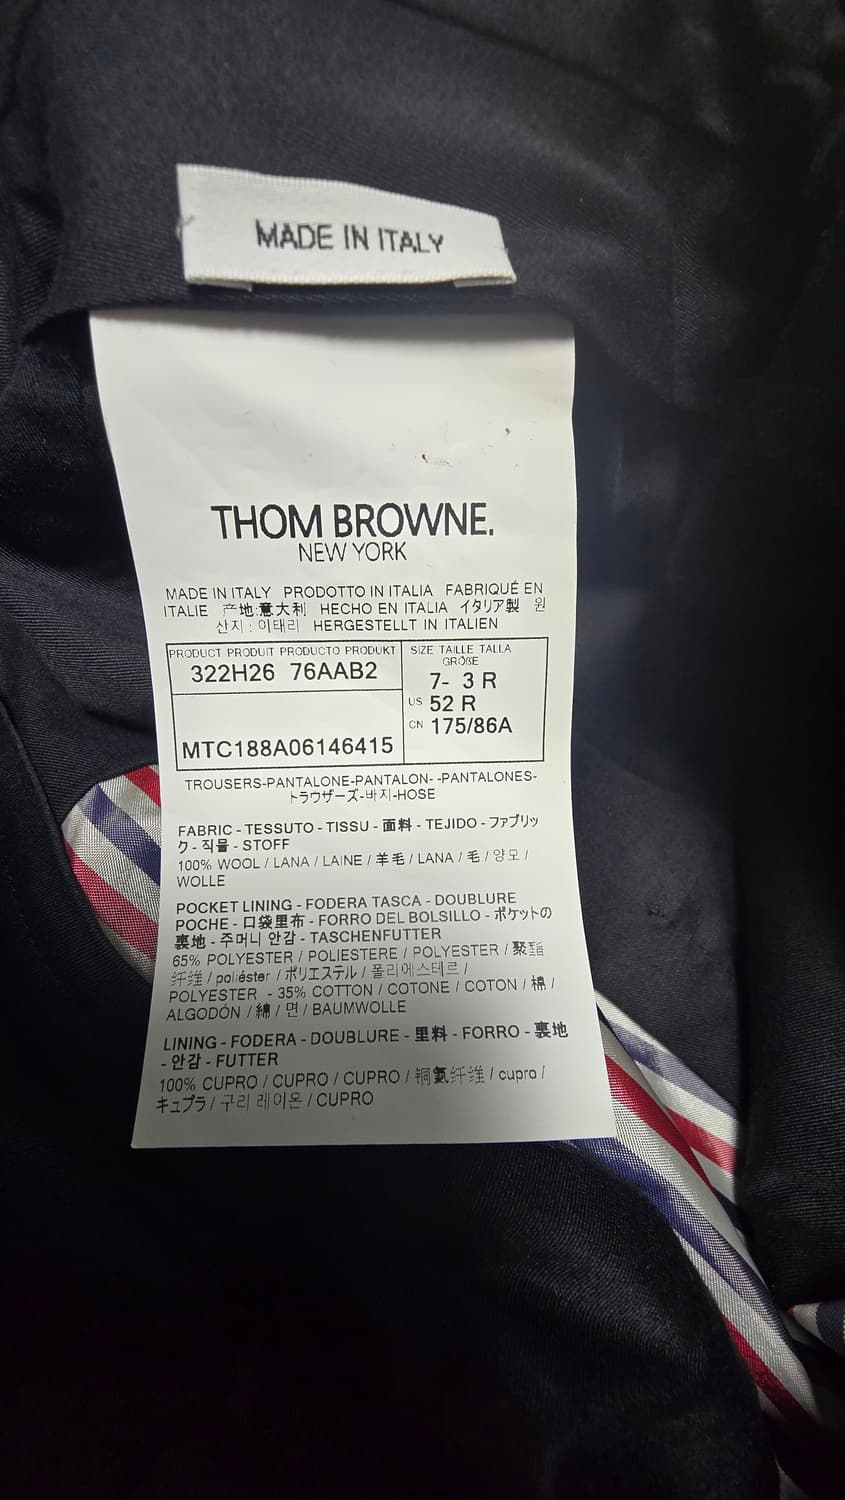 MADE IN ITALY
THOM BROWNE.
NEW YORK
MADE IN ITALY PRODOTTO IN ITALIA FABRIQUÉ EN
ITALIE 产地:意大利 HECHO EN ITALIA イタリア製 원
산지 : 이태리 HERGESTELLT IN ITALIEN
PRODUCT PRODUIT PRODUCTO PRODUKT
322H26 76AAB2
MTC188A06146415
SIZE TAILLE TALLA
GRÖßE
7- 3 R
US 52 R
CN 175/86A
TROUSERS-PANTALONE-PANTALON- -PANTALONES-
トラウザーズ-바지-HOSE
FABRIC - TESSUTO - TISSU - 面料 - TEJIDO - ファブリッ
ク - 직물 - STOFF
100% WOOL / LANA / LAINE / 羊毛 / LANA / 毛 / 양모 /
WOLLE
POCKET LINING - FODERA TASCA - DOUBLURE
POCHE - 口袋里布 - FORRO DEL BOLSILLO - ポケットの
裏地 - 주머니 안감 - TASCHENFUTTER
65% POLYESTER / POLIESTERE / POLYESTER / 聚酯
纤维 / poliéster / ポリエステル / 폴리에스테르 /
POLYESTER - 35% COTTON / COTONE / COTON / 棉 /
ALGODÓN / 綿 / 면 / BAUMWOLLE
LINING - FODERA - DOUBLURE - 里料 - FORRO - 裏地
- 안감 - FUTTER
100% CUPRO / CUPRO / CUPRO / 铜氨纤维 / cupro /
キュプラ / 구리 레이온 / CUPRO